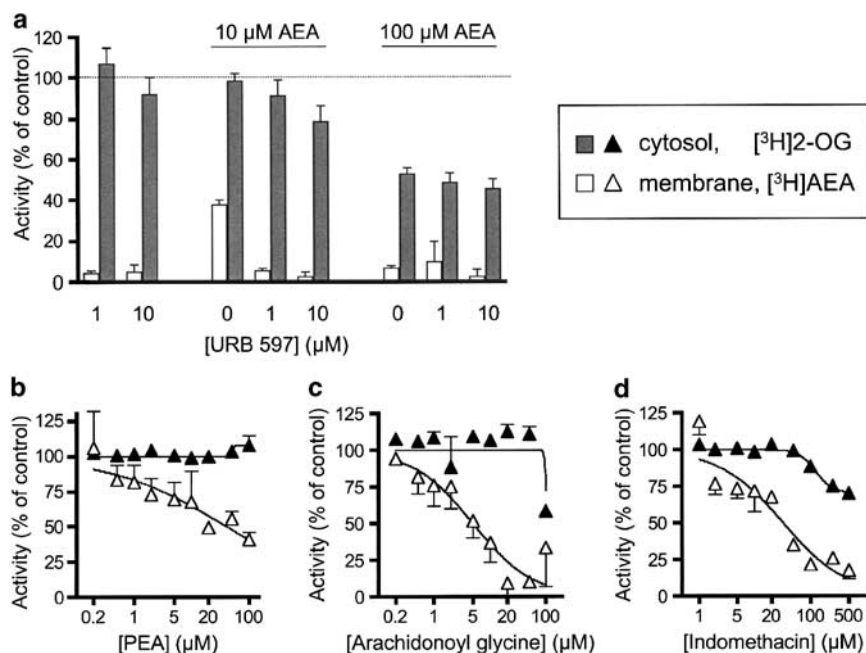 a
10 µM AEA
100 µM AEA
Activity (% of control)
120
100
80
60
40
20
0
1 10 0 1 10 0 1 10
[URB 597] (µM)
cytosol, [³H]2-OG
membrane, [³H]AEA
b
Activity (% of control)
125
100
75
50
25
0
0.2 1 5 20 100
[PEA] (µM)
c
Activity (% of control)
125
100
75
50
25
0
0.2 1 5 20 100
[Arachidonoyl glycine] (µM)
d
Activity (% of control)
125
100
75
50
25
0
1 5 20 100 500
[Indomethacin] (µM)